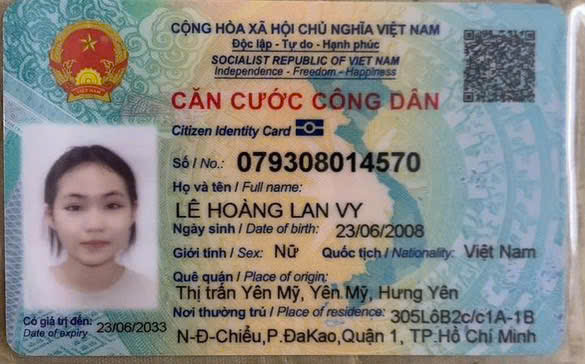 CỘNG HÒA XÃ HỘI CHỦ NGHĨA VIỆT NAM
Độc lập - Tự do - Hạnh phúc
SOCIALIST REPUBLIC OF VIET NAM
Independence - Freedom - Happiness
CĂN CƯỚC CÔNG DÂN
Citizen Identity Card
Số / No.: 079308014570
Họ và tên / Full name:
LÊ HOÀNG LAN VY
Ngày sinh / Date of birth: 23/06/2008
Giới tính / Sex: Nữ Quốc tịch / Nationality: Việt Nam
Quê quán / Place of origin:
Thị trấn Yên Mỹ, Yên Mỹ, Hưng Yên
Nơi thường trú / Place of residence: 305Lô B2c/c1A-1B
N-Đ-Chiểu,P.ĐaKao,Quận 1, TP.Hồ Chí Minh
Có giá trị đến: 23/06/2033
Date of expiry